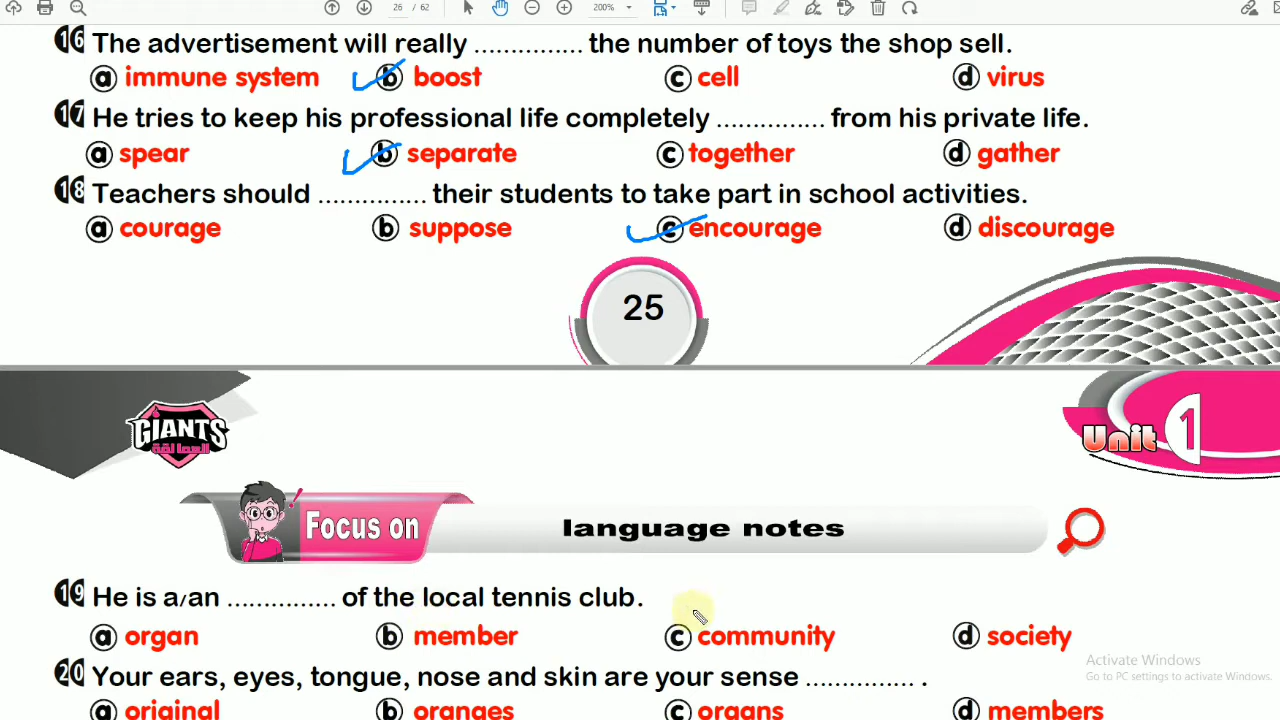 26 / 62
200%
16 The advertisement will really ............... the number of toys the shop sell.
a immune system b boost c cell d virus
17 He tries to keep his professional life completely ............... from his private life.
a spear b separate c together d gather
18 Teachers should ............... their students to take part in school activities.
a courage b suppose c encourage d discourage
25
GIANTS
العمالقة
Unit 1
Focus on
language notes
19 He is a/an ............... of the local tennis club.
a organ b member c community d society
Activate Windows
Go to PC settings to activate Windows.
20 Your ears, eyes, tongue, nose and skin are your sense ............... .
a original b oranges c organs d members